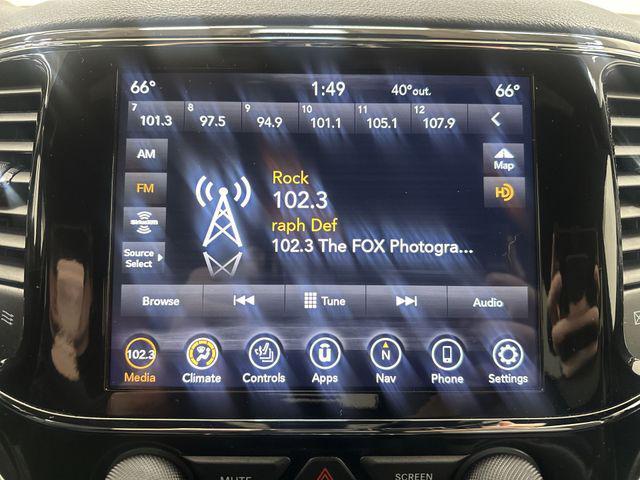 66° 1:49 40°out. 66°
7 8 9 10 11 12
101.3 97.5 94.9 101.1 105.1 107.9
AM
Map
FM
HD
SiriusXM
Source
Select
Rock
102.3
raph Def
102.3 The FOX Photogra...
Browse Tune Audio
102.3 N
Media Climate Controls Apps Nav Phone Settings
MUTE SCREEN